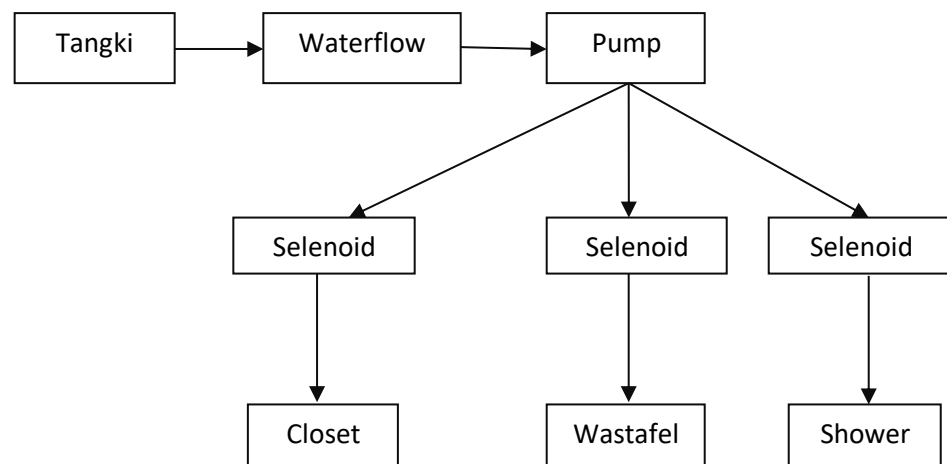 Tangki
Waterflow
Pump
Selenoid
Selenoid
Selenoid
Closet
Wastafel
Shower